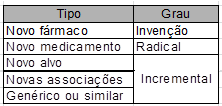 Tipo Grau
Novo fármaco Invenção
Novo medicamento Radical
Novo alvo
Novas associações Incremental
Genérico ou similar